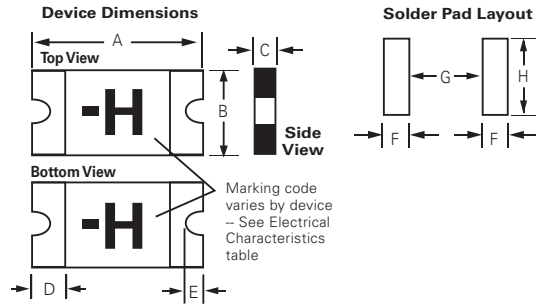 Device Dimensions
A
Top View
-H
B
C
Side
View
Bottom View
-H
Marking code
varies by device
-- See Electrical
Characteristics
table
D
E
Solder Pad Layout
G
H
F
F